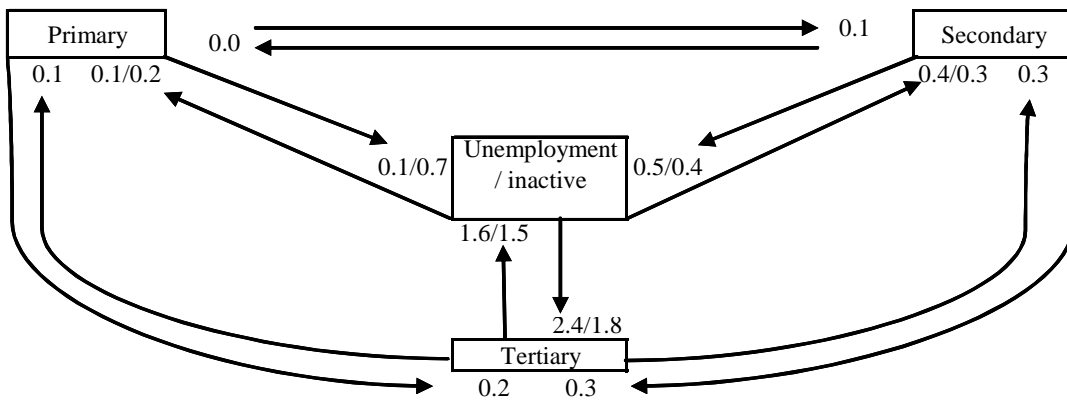 Primary
0.0
0.1
Secondary
0.1 0.1/0.2
0.4/0.3 0.3
0.1/0.7
Unemployment
/ inactive
0.5/0.4
1.6/1.5
2.4/1.8
Tertiary
0.2 0.3